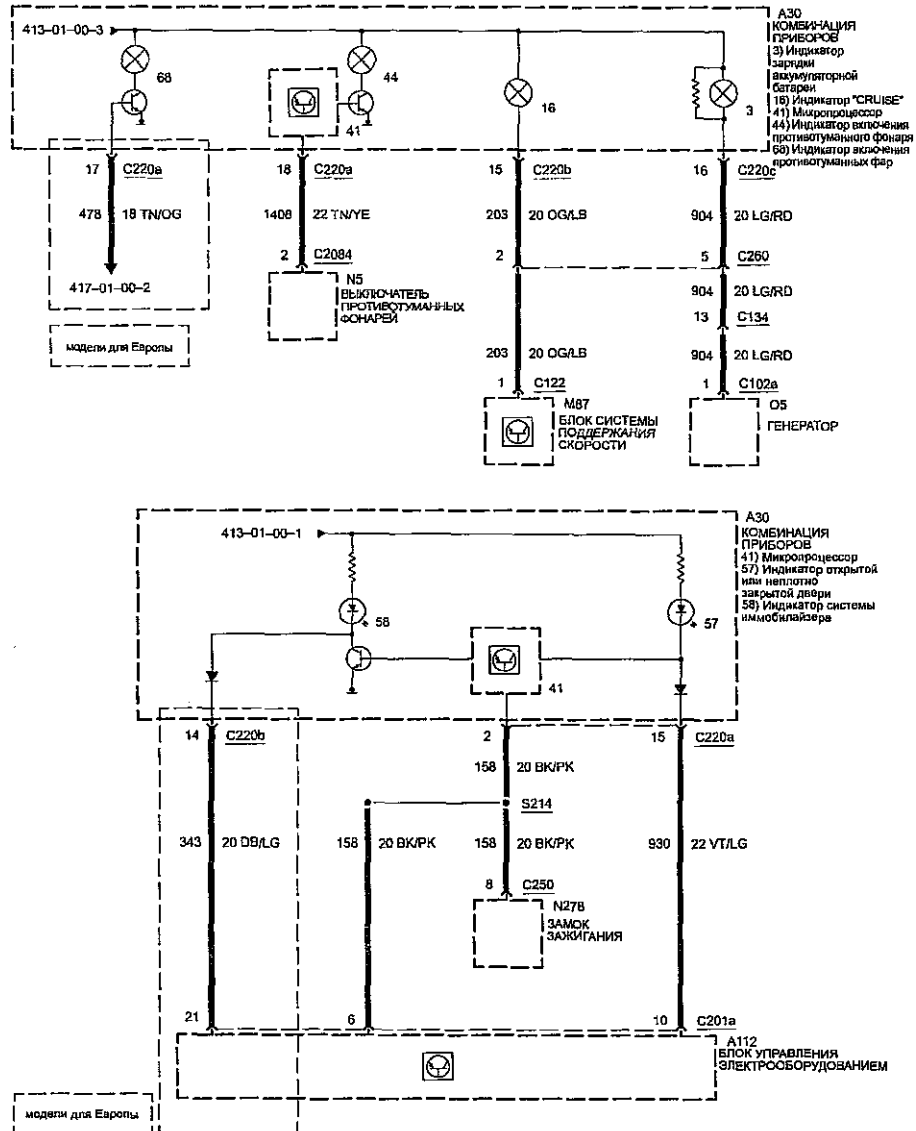 413-01-00-3
A30
КОМБИНАЦИЯ
ПРИБОРОВ
3) Индикатор
зарядки
аккумуляторной
батареи
16) Индикатор "CRUISE"
41) Микропроцессор
44) Индикатор включения
противотуманного фонаря
68) Индикатор включения
противотуманных фар
68
44
41
16
3
17 C220a
18 C220a
15 C220b
16 C220c
478 18 TN/OG
1408 22 TN/YE
203 20 OG/LB
904 20 LG/RD
2 C2084
2
5 C260
417-01-00-2
N5
ВЫКЛЮЧАТЕЛЬ
ПРОТИВОТУМАННЫХ
ФОНАРЕЙ
904 20 LG/RD
13 C134
модели для Европы
203 20 OG/LB
904 20 LG/RD
1 C122
1 C102a
M87
БЛОК СИСТЕМЫ
ПОДДЕРЖАНИЯ
СКОРОСТИ
O5
ГЕНЕРАТОР
413-01-00-1
A30
КОМБИНАЦИЯ
ПРИБОРОВ
41) Микропроцессор
57) Индикатор открытой
или неплотно
закрытой двери
58) Индикатор системы
иммобилайзера
58
57
41
14 C220b
2
15 C220a
158 20 BK/PK
S214
343 20 DB/LG
158 20 BK/PK
158 20 BK/PK
930 22 VT/LG
8 C250
N278
ЗАМОК
ЗАЖИГАНИЯ
21
6
10 C201a
A112
БЛОК УПРАВЛЕНИЯ
ЭЛЕКТРООБОРУДОВАНИЕМ
модели для Европы